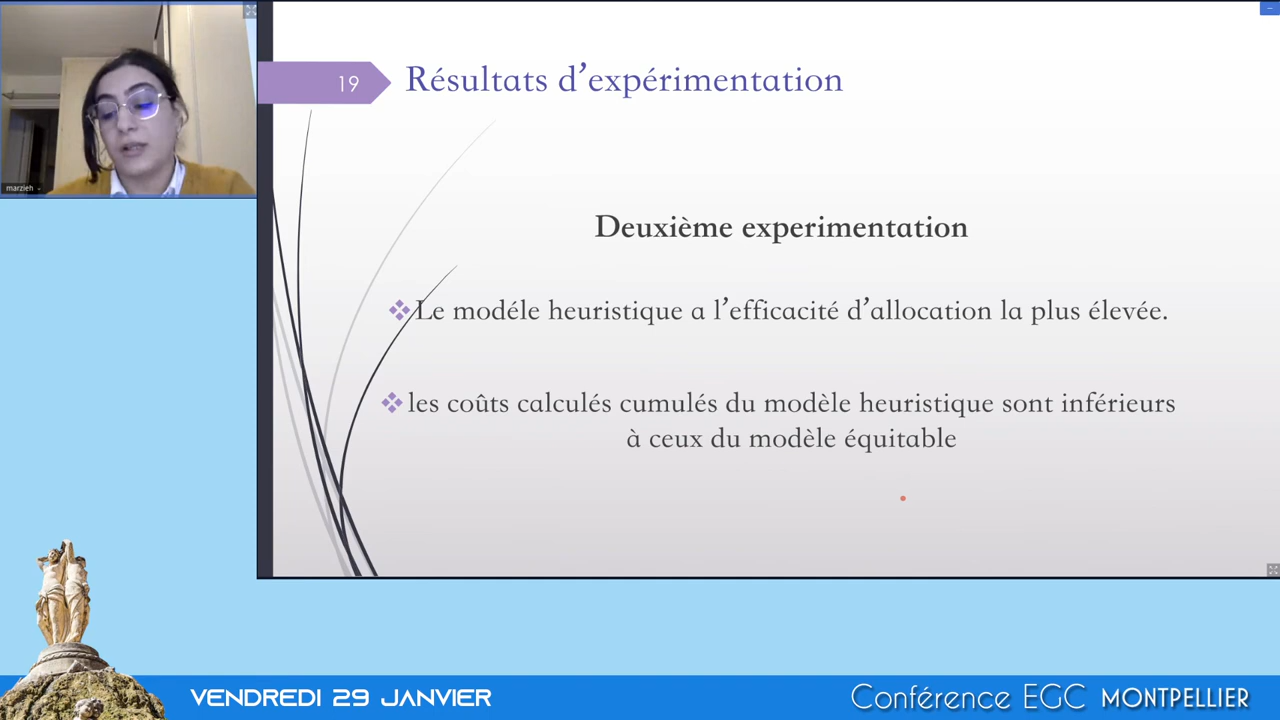 marzieh
19
Résultats d’expérimentation
Deuxième experimentation
Le modéle heuristique a l’efficacité d’allocation la plus élevée.
les coûts calculés cumulés du modèle heuristique sont inférieurs
à ceux du modèle équitable
VENDREDI 29 JANVIER
Conférence EGC MONTPELLIER